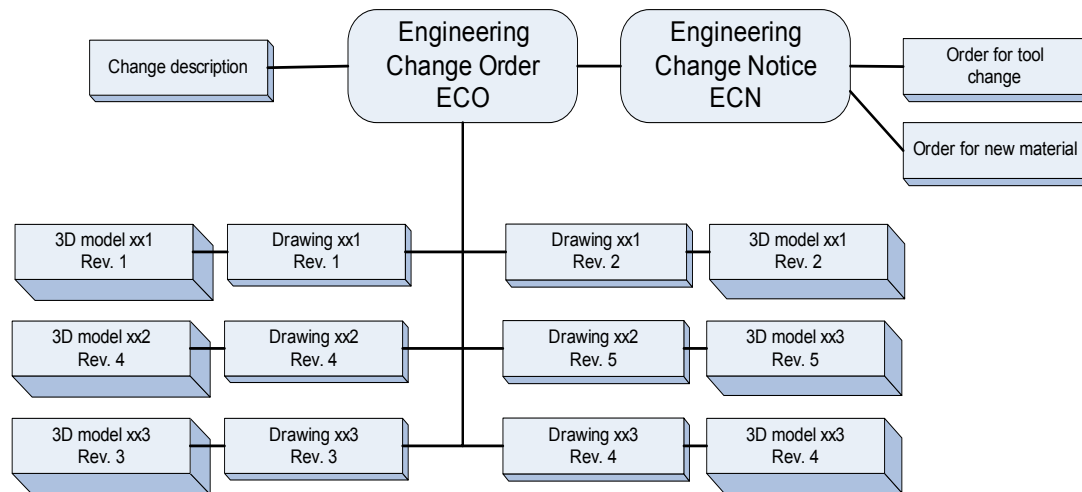 Change description
Engineering
Change Order
ECO
Engineering
Change Notice
ECN
Order for tool
change
Order for new material
3D model xx1
Rev. 1
Drawing xx1
Rev. 1
Drawing xx1
Rev. 2
3D model xx1
Rev. 2
3D model xx2
Rev. 4
Drawing xx2
Rev. 4
Drawing xx2
Rev. 5
3D model xx3
Rev. 5
3D model xx3
Rev. 3
Drawing xx3
Rev. 3
Drawing xx3
Rev. 4
3D model xx3
Rev. 4